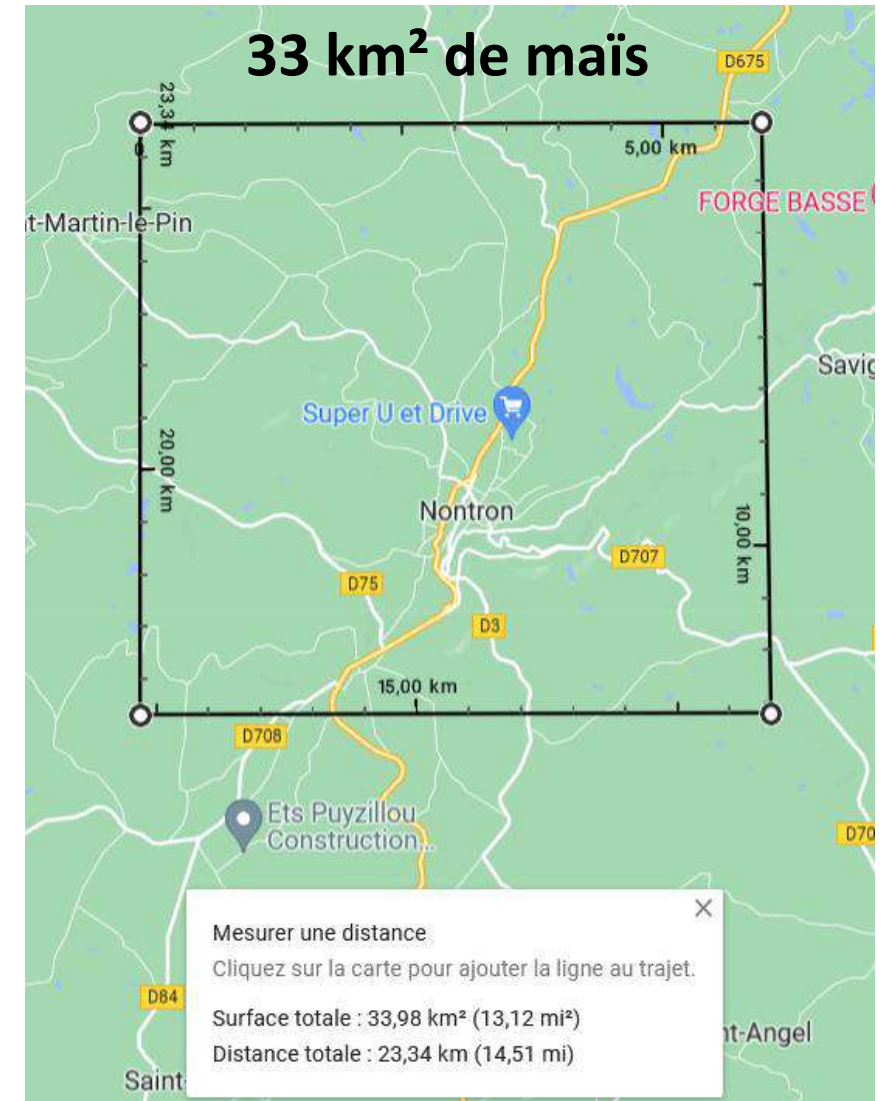 33 km² de maïs
D675
23,34 km
0
5,00 km
FORGE BASSE
t-Martin-le-Pin
Savig
Super U et Drive
20,00 km
Nontron
10,00 km
D707
D75
D3
15,00 km
D708
Ets Puyzillou
Construction...
D70
Mesurer une distance
Cliquez sur la carte pour ajouter la ligne au trajet.
D84
Surface totale : 33,98 km² (13,12 mi²)
nt-Angel
Distance totale : 23,34 km (14,51 mi)
Saint-